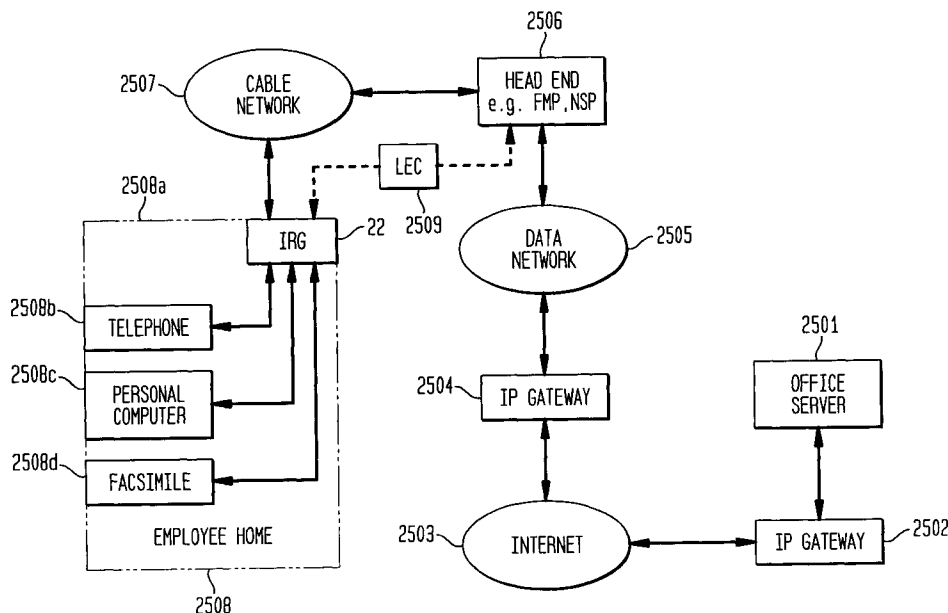 2506
HEAD END
e.g. FMP, NSP
2507
CABLE
NETWORK
LEC
2509
2508a
IRG
22
DATA
NETWORK
2505
2508b
TELEPHONE
2508c
PERSONAL
COMPUTER
2508d
FACSIMILE
EMPLOYEE HOME
2508
2504
IP GATEWAY
2501
OFFICE
SERVER
2503
INTERNET
IP GATEWAY
2502